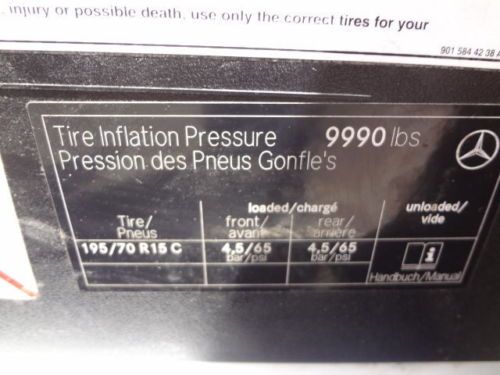 injury or possible death, use only the correct tires for your
901 584 42 38
Tire Inflation Pressure 9990 lbs
Pression des Pneus Gonfle's
loaded/chargé unloaded/
Tire/ front/ rear/ vide
Pneus avant arrière
195/70 R15 C 4,5/65 4,5/65
bar/psi bar/psi
Handbuch/Manual